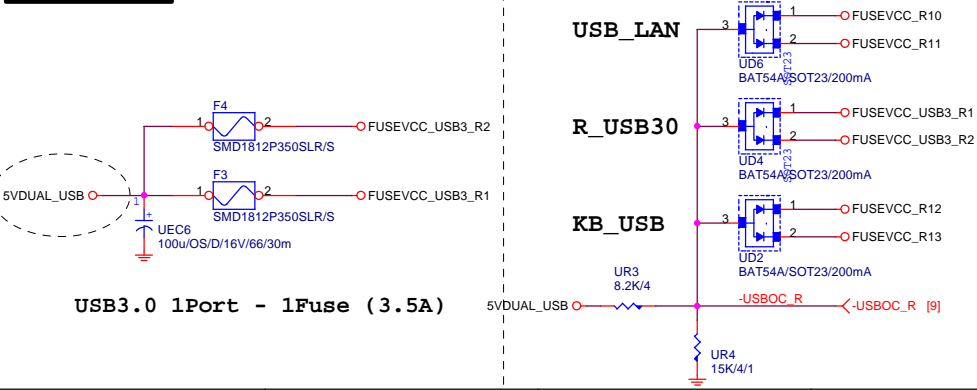 USB_LAN
3
1
FUSEVCC_R10
2
FUSEVCC_R11
UD6
SOT23
BAT54A/SOT23/200mA
F4
1
2
FUSEVCC_USB3_R2
SMD1812P350SLR/S
R_USB30
3
1
FUSEVCC_USB3_R1
2
FUSEVCC_USB3_R2
UD4
SOT23
BAT54A/SOT23/200mA
5VDUAL_USB
F3
1
2
FUSEVCC_USB3_R1
SMD1812P350SLR/S
1
+
UEC6
100u/OS/D/16V/66/30m
KB_USB
3
1
FUSEVCC_R12
2
FUSEVCC_R13
UD2
BAT54A/SOT23/200mA
USB3.0 1Port - 1Fuse (3.5A)
UR3
8.2K/4
5VDUAL_USB
-USBOC_R
-USBOC_R [9]
UR4
15K/4/1